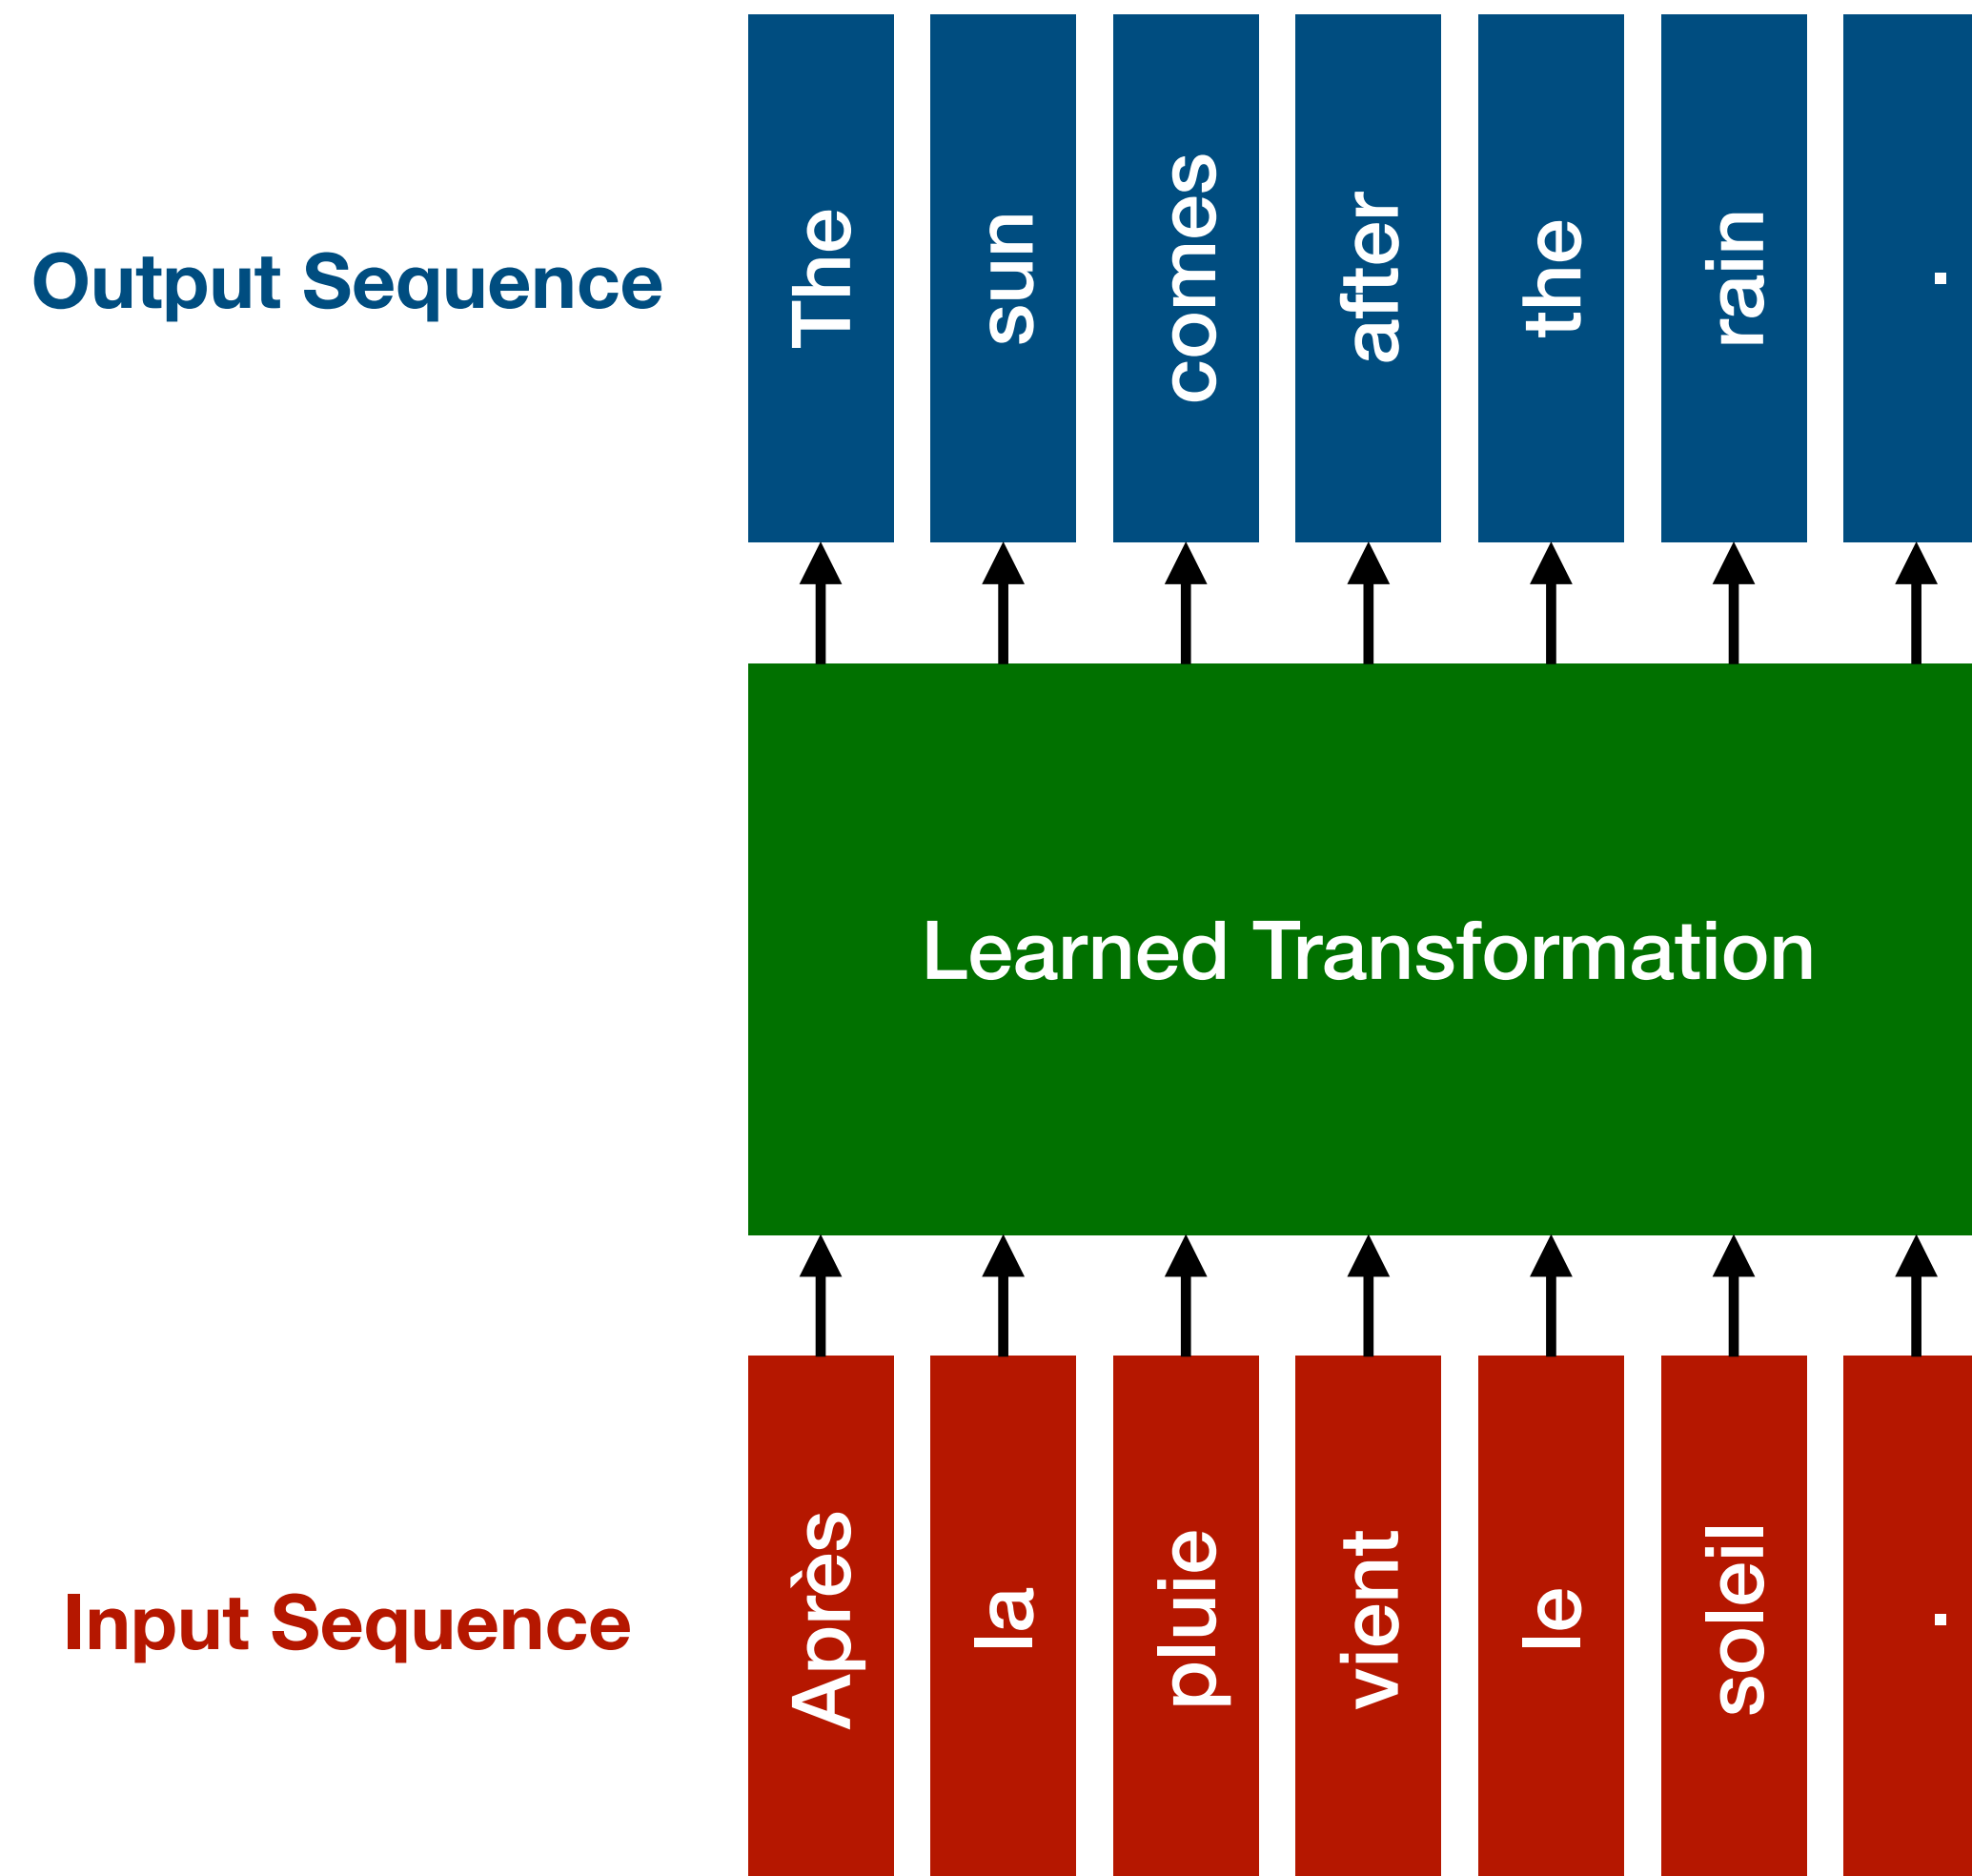 Output Sequence
The
sun
comes
after
the
rain
.
Learned Transformation
Input Sequence
Après
la
pluie
vient
le
soleil
.